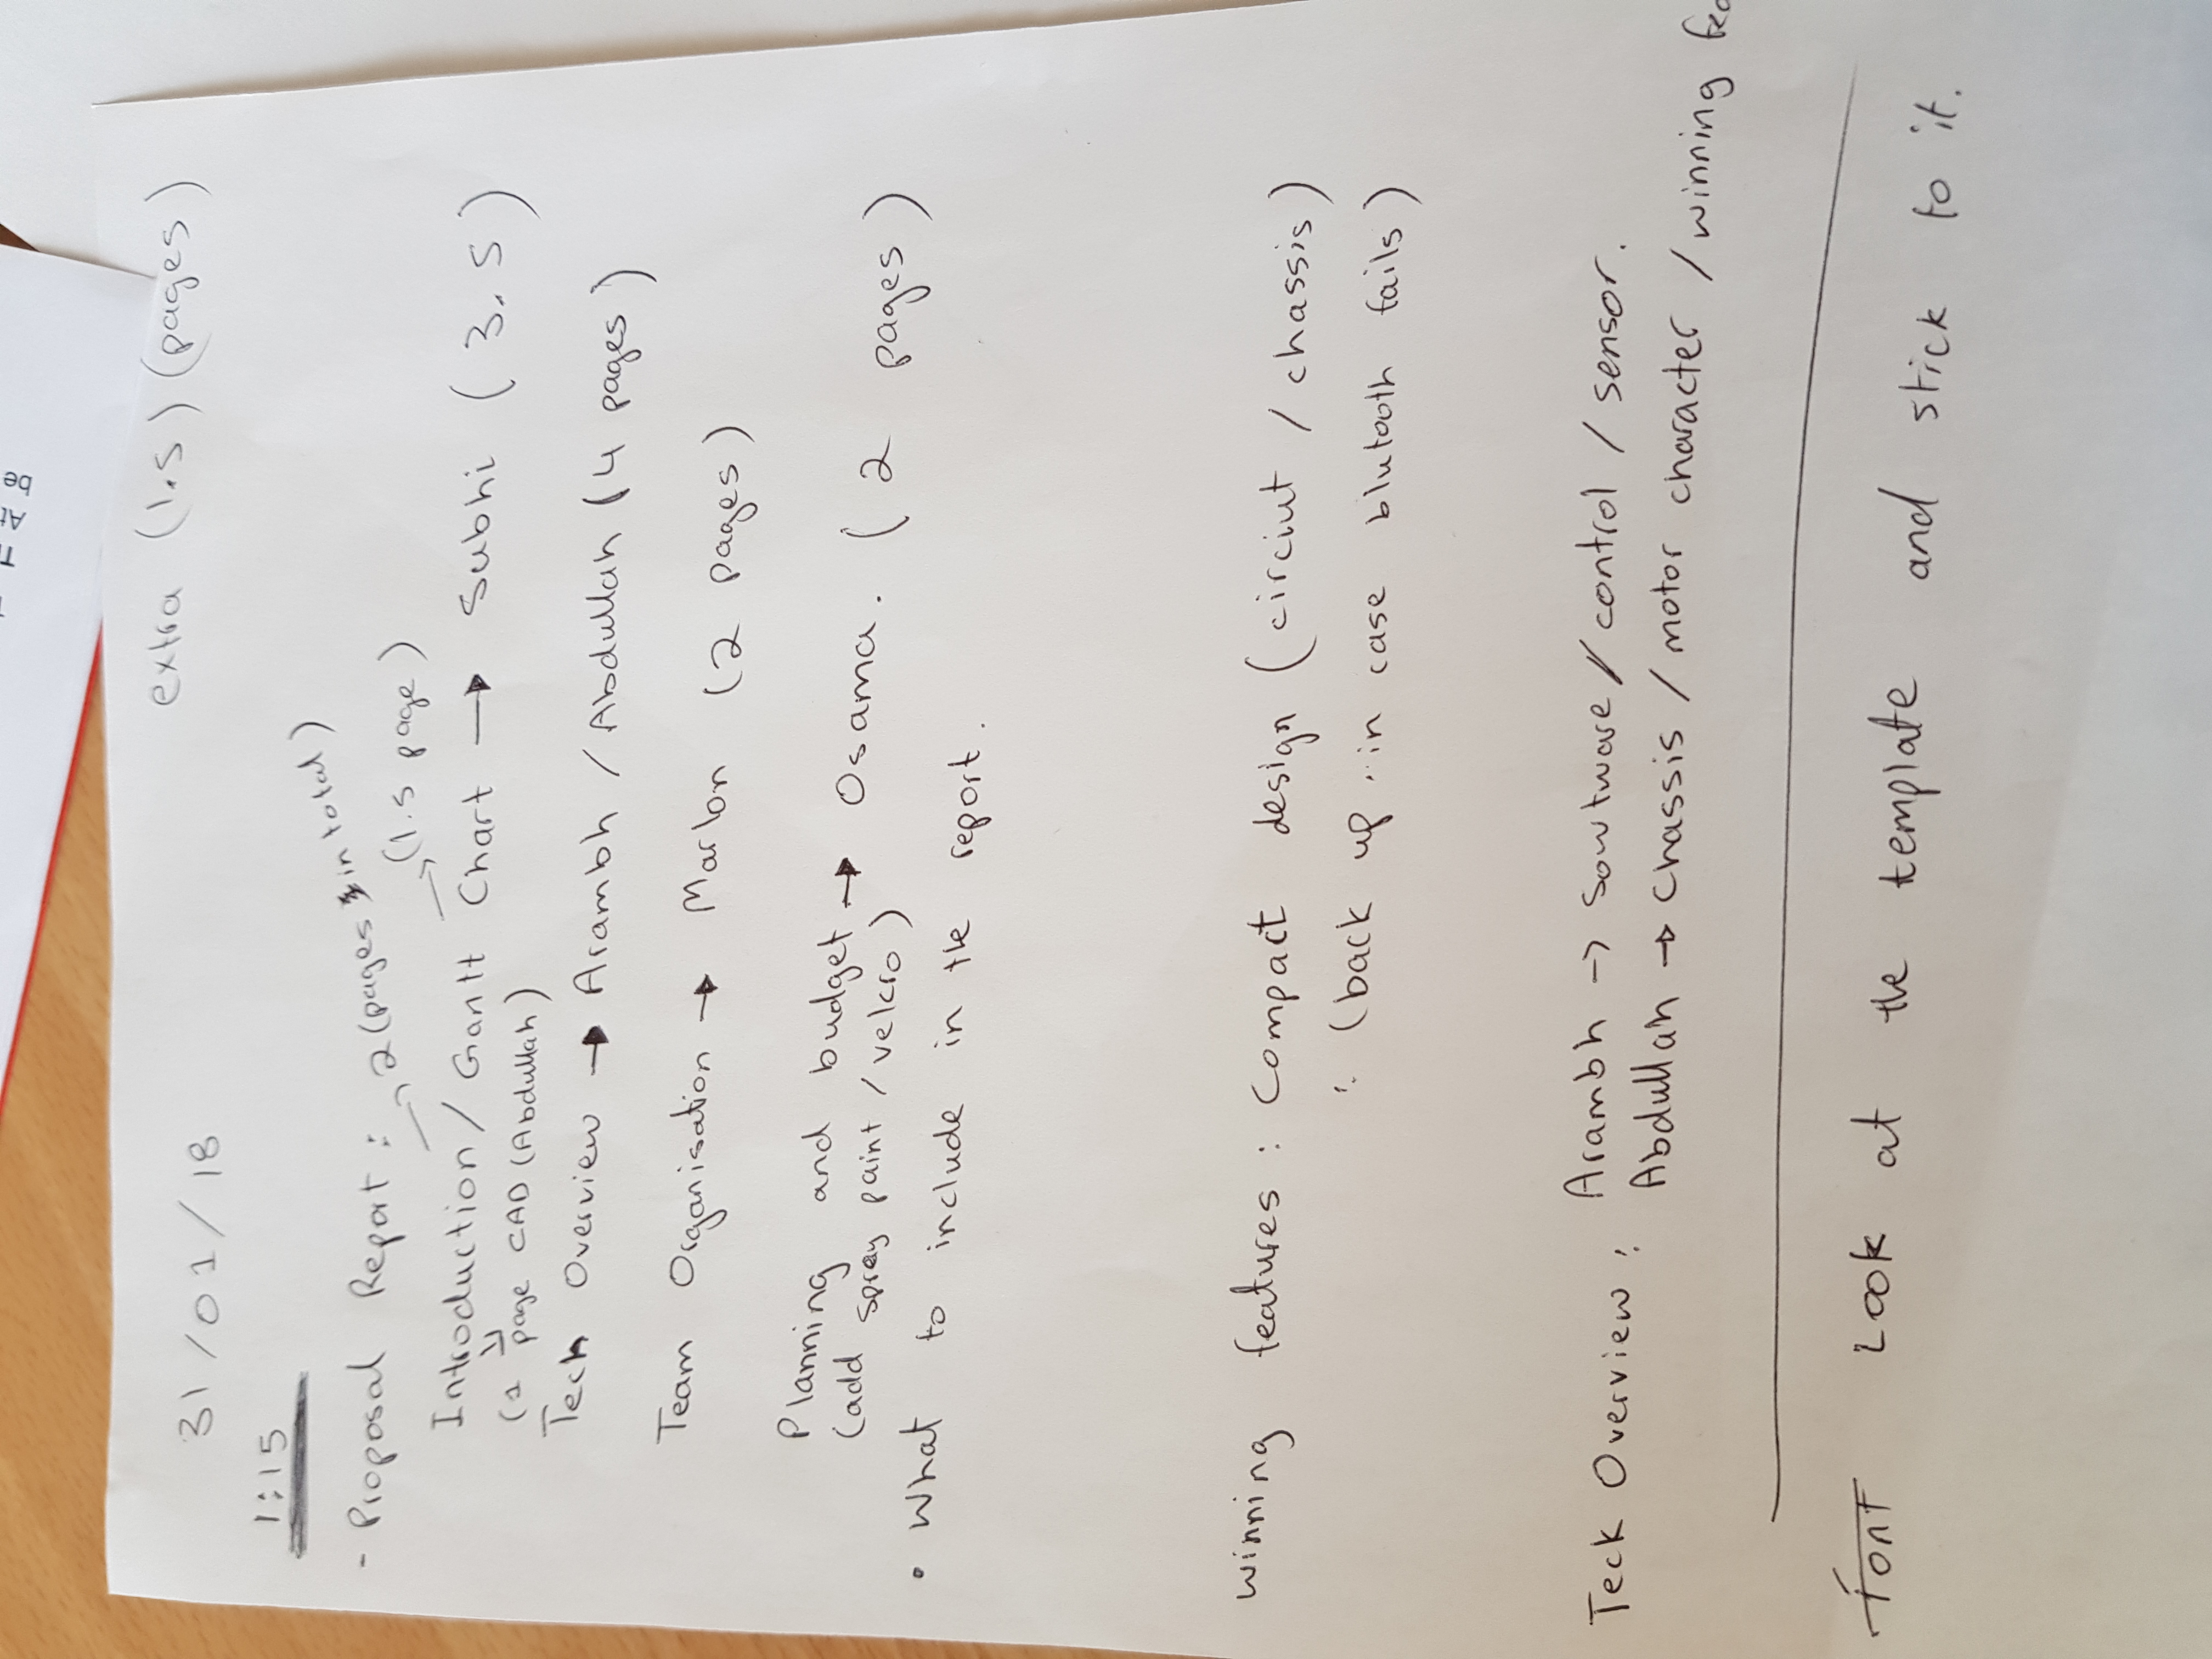 be
At
extra (1.5) (pages)
31/01/18
1:15
- Proposal Report : 2 (pages in total)
(1.5 page)
Introduction / Gantt Chart → Subhi (3.5)
(1 page CAD (Abdullah)
Tech Overview → Arambh / Abdullah (4 pages)
Team Organisation → Marlon (2 pages)
Planning and budget → Osama. (2 pages)
(add spray paint / velcro)
• What to include in the report.
winning features : Compact design (circiut / chassis)
: (back up in case blutooth fails)
Teck Overview : Arambh → Sowtware / control / sensor.
Abdullah → Chassis / motor character / winning fea
font Look at the template and stick to it.